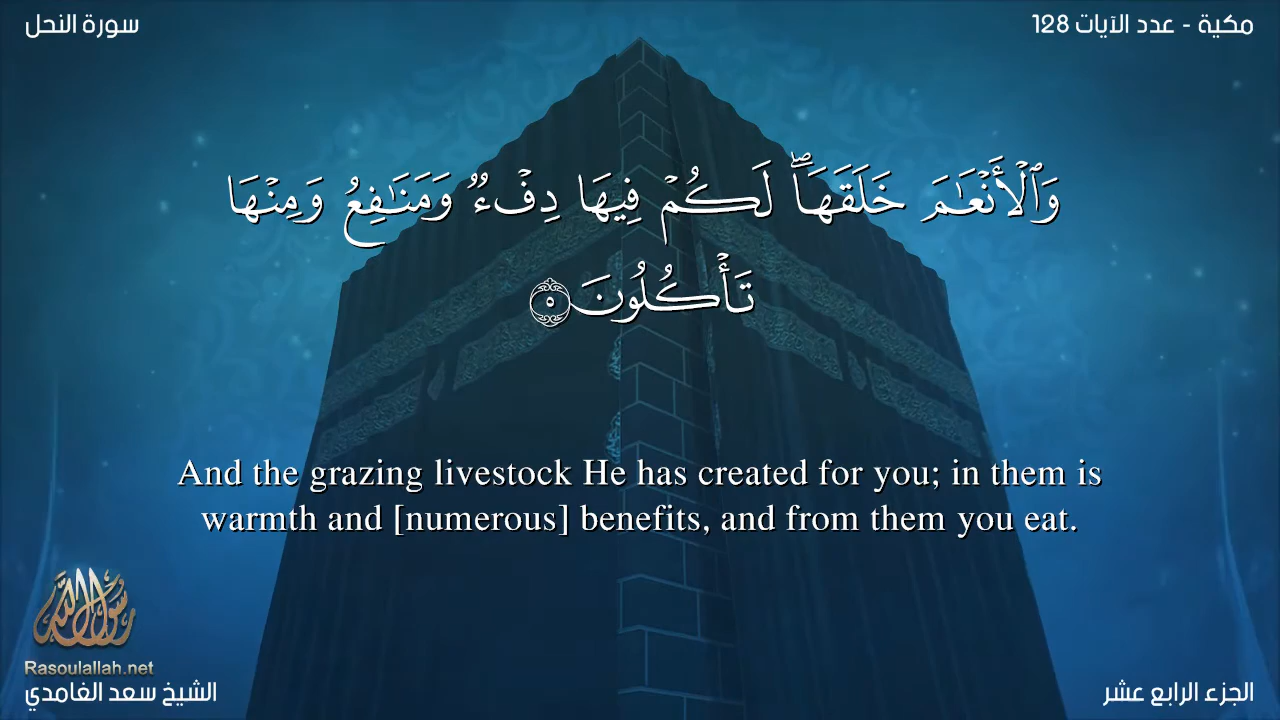 سورة النحل
مكية - عدد الآيات 128
وَٱلْأَنْعَٰمَ خَلَقَهَاۖ لَكُمْ فِيهَا دِفْءٌ وَمَنَٰفِعُ وَمِنْهَا
تَأْكُلُونَ ٥
And the grazing livestock He has created for you; in them is
warmth and [numerous] benefits, and from them you eat.
رسول الله
Rasoulallah.net
الشيخ سعد الغامدي
الجزء الرابع عشر